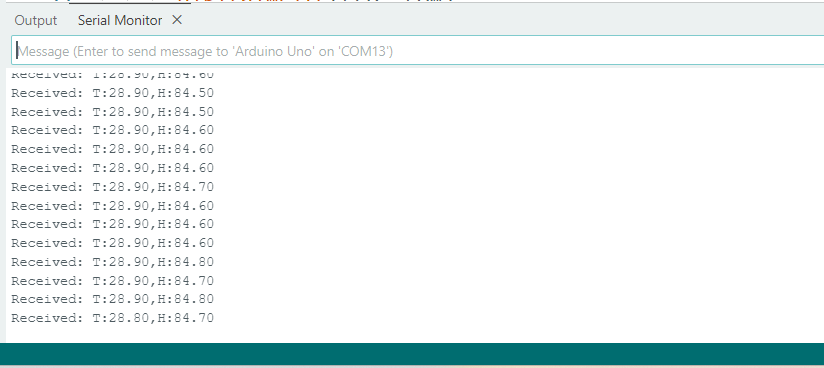 Output Serial Monitor ×
Message (Enter to send message to 'Arduino Uno' on 'COM13')
Received: T:28.90,H:84.60
Received: T:28.90,H:84.50
Received: T:28.90,H:84.50
Received: T:28.90,H:84.60
Received: T:28.90,H:84.60
Received: T:28.90,H:84.60
Received: T:28.90,H:84.70
Received: T:28.90,H:84.60
Received: T:28.90,H:84.60
Received: T:28.90,H:84.60
Received: T:28.90,H:84.80
Received: T:28.90,H:84.70
Received: T:28.90,H:84.80
Received: T:28.80,H:84.70